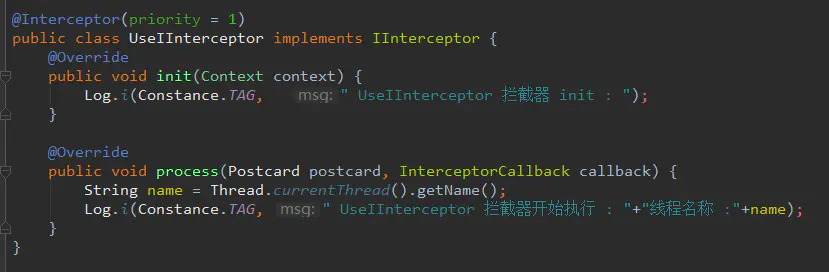 @Interceptor(priority = 1)
public class UseIInterceptor implements IInterceptor {
@Override
public void init(Context context) {
Log.i(Constance.TAG, msg: " UseIInterceptor 拦截器 init : ");
}
@Override
public void process(Postcard postcard, InterceptorCallback callback) {
String name = Thread.currentThread().getName();
Log.i(Constance.TAG, msg: " UseIInterceptor 拦截器开始执行 : "+"线程名称 :"+name);
}
}